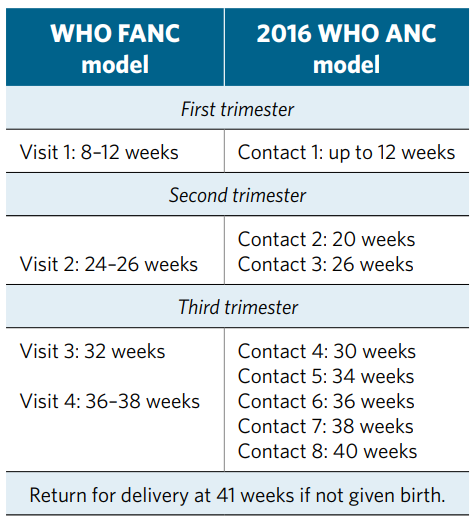 WHO FANC model
2016 WHO ANC model
First trimester
Visit 1: 8–12 weeks
Contact 1: up to 12 weeks
Second trimester
Contact 2: 20 weeks
Visit 2: 24–26 weeks
Contact 3: 26 weeks
Third trimester
Visit 3: 32 weeks
Contact 4: 30 weeks
Contact 5: 34 weeks
Visit 4: 36–38 weeks
Contact 6: 36 weeks
Contact 7: 38 weeks
Contact 8: 40 weeks
Return for delivery at 41 weeks if not given birth.